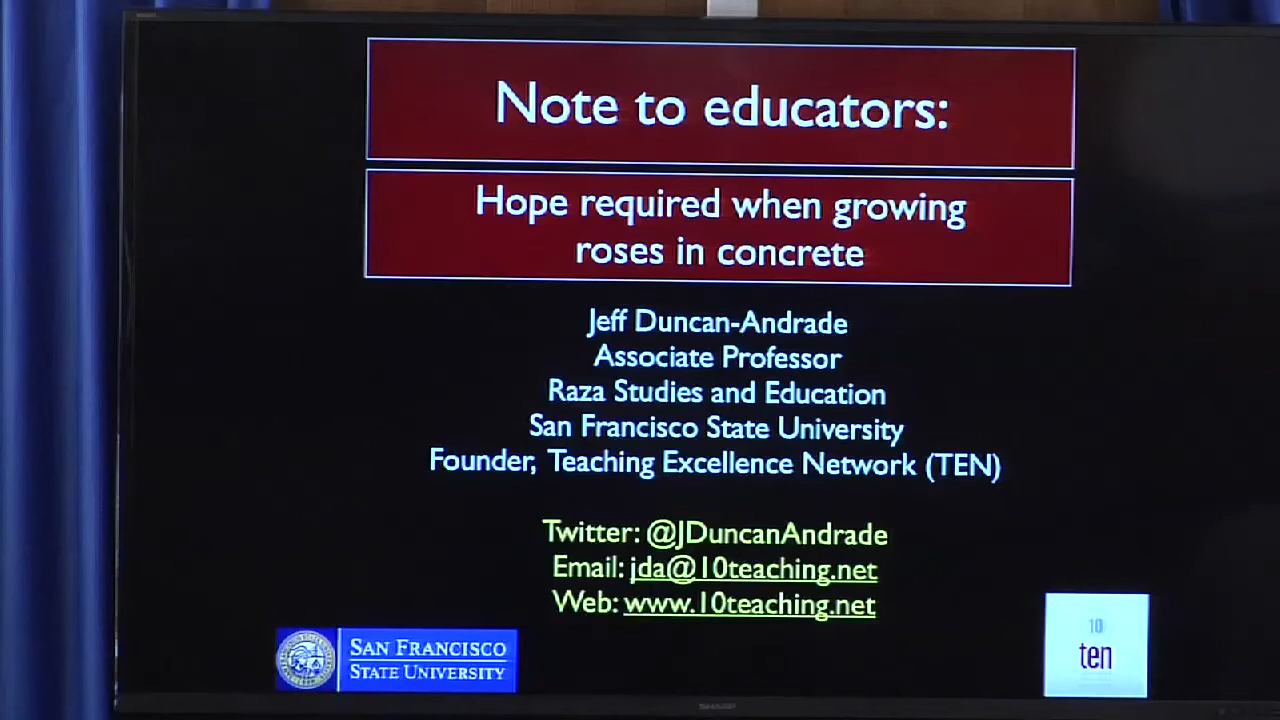 Note to educators:
Hope required when growing
roses in concrete
Jeff Duncan-Andrade
Associate Professor
Raza Studies and Education
San Francisco State University
Founder, Teaching Excellence Network (TEN)
Twitter: @JDuncanAndrade
Email: jda@10teaching.net
Web: www.10teaching.net
SAN FRANCISCO
STATE UNIVERSITY
10
ten
SHARP